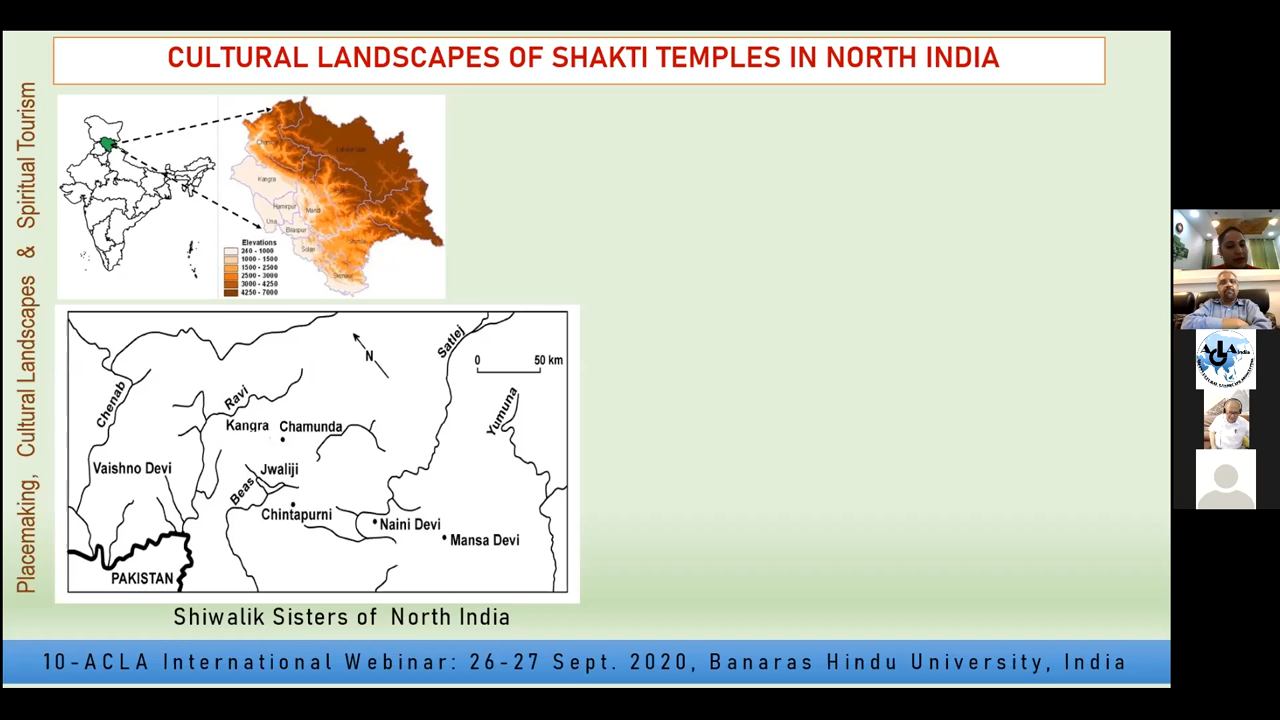 CULTURAL LANDSCAPES OF SHAKTI TEMPLES IN NORTH INDIA
Placemaking, Cultural Landscapes & Spiritual Tourism
Kangra
Hamirpur
Mandi
Una
Bilaspur
Solan
Sirmaur
Elevations
240 - 1000
1000 - 1500
1500 - 2500
2500 - 3000
3000 - 4250
4250 - 7000
Satlej
N
0 50 km
Chenab
Ravi
Yumuna
Kangra Chamunda
Vaishno Devi
Jwaliji
Beas
Chintapurni
Naini Devi
Mansa Devi
PAKISTAN
Shiwalik Sisters of North India
10-ACLA International Webinar: 26-27 Sept. 2020, Banaras Hindu University, India
ACLA India